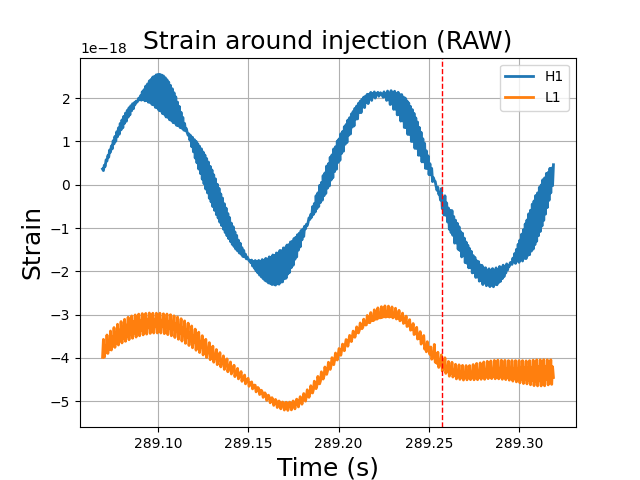 Strain around injection (RAW)
1e−18
H1
L1
2
1
0
−1
−2
−3
−4
−5
Strain
289.10 289.15 289.20 289.25 289.30
Time (s)